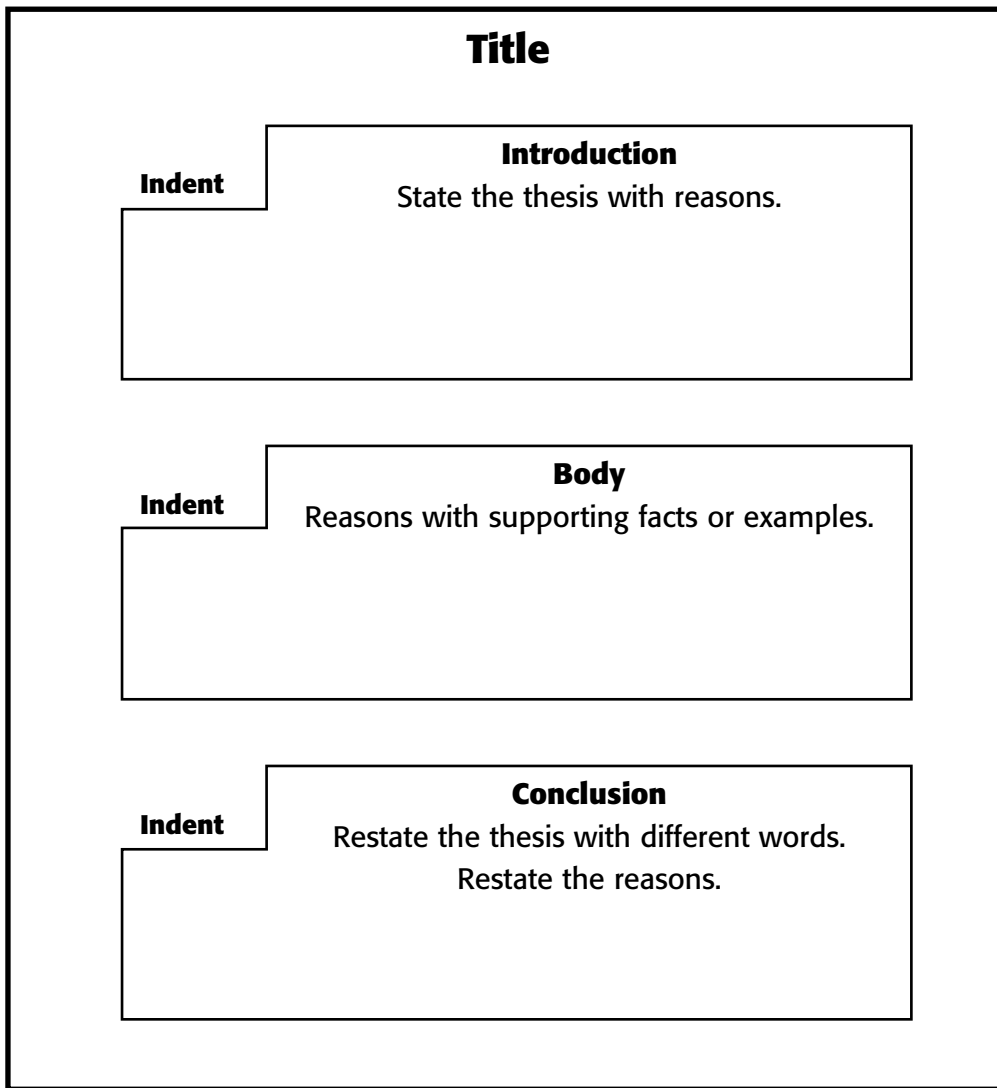 Title
Introduction
Indent
State the thesis with reasons.
Body
Indent
Reasons with supporting facts or examples.
Conclusion
Indent
Restate the thesis with different words.
Restate the reasons.